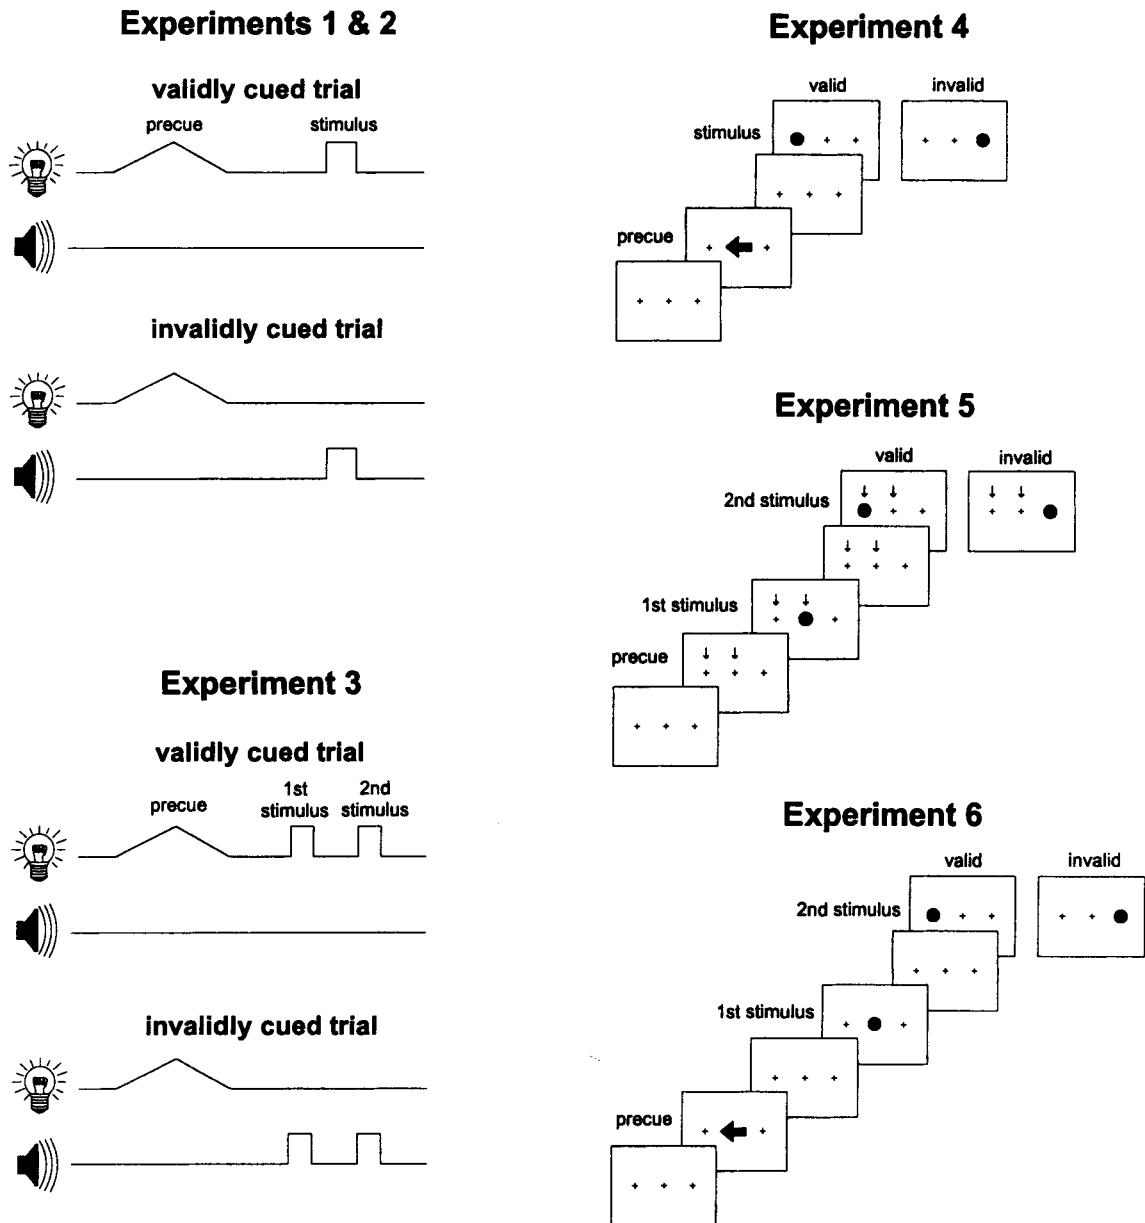 Experiments 1 & 2
validly cued trial
precue
stimulus
invalidly cued trial
Experiment 3
validly cued trial
precue
1st
stimulus
2nd
stimulus
invalidly cued trial
Experiment 4
valid
invalid
stimulus
precue
Experiment 5
valid
invalid
2nd stimulus
1st stimulus
precue
Experiment 6
valid
invalid
2nd stimulus
1st stimulus
precue